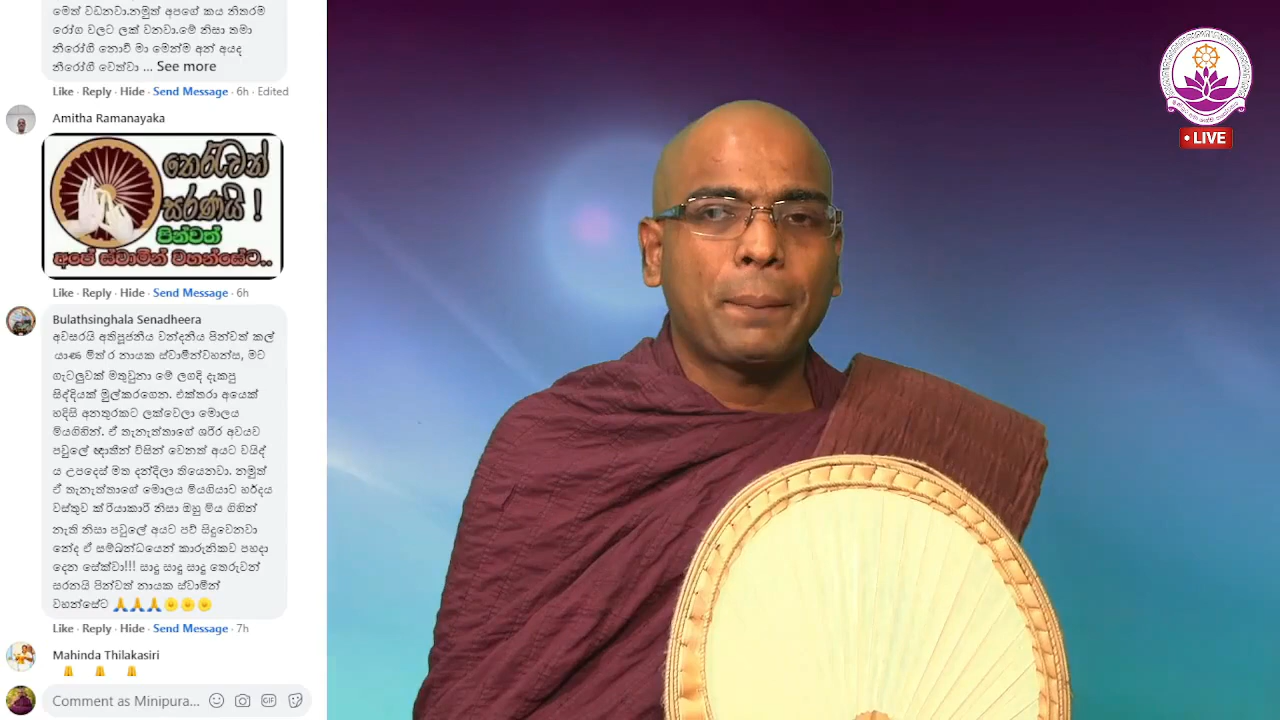 මෙත් වඩනවා.නමුත් අපගේ කය නිතරම
රෝග වලට ලක් වනවා.මේ නිසා තමා
නිරෝගී නොවී මා මෙන්ම අන් අයද
නිරෝගී වෙත්වා ... See more
Like · Reply · Hide · Send Message · 6h · Edited
Amitha Ramanayaka
තෙරුවන්
සරණයි !
පින්වත්
අපේ ස්වාමීන් වහන්සේට..
Like · Reply · Hide · Send Message · 6h
Bulathsinghala Senadheera
අවසරයි අතිපූජනීය වන්දනීය පින්වත් කල්
යාණ මිත් ර නායක ස්වාමීන්වහන්ස, මට
ගැටලුවක් මතුවුනා මේ ලගදි දැකපු
සිද්දියක් මුල්කරගෙන. එක්තරා අයෙක්
හදිසි අනතුරකට ලක්වෙලා මොලය
මියගිහින්. ඒ තැනැත්තාගේ ශරීර අවයව
පවුලේ ඥාතීන් විසින් වෙනත් අයට වයිද්
ය උපදෙස් මත දන්දීලා තියෙනවා. නමුත්
ඒ තැනැත්තාගේ මොලය මියගියාට හර්දය
වස්තුව ක් රියාකාරී නිසා ඔහු මිය ගිහින්
නැති නිසා පවුලේ අයට පව් සිදුවෙනවා
නේද ඒ සම්බන්ධයෙන් කාරුනිකව පහදා
දෙන සේක්වා!!! සාදු සාදු සාදු තෙරුවන්
සරනයි පින්වත් නායක ස්වාමීන්
වහන්සේට 🙏🙏🙏🌼🌼🌼
Like · Reply · Hide · Send Message · 7h
Mahinda Thilakasiri
Comment as Minipura...
GIF
LIVE